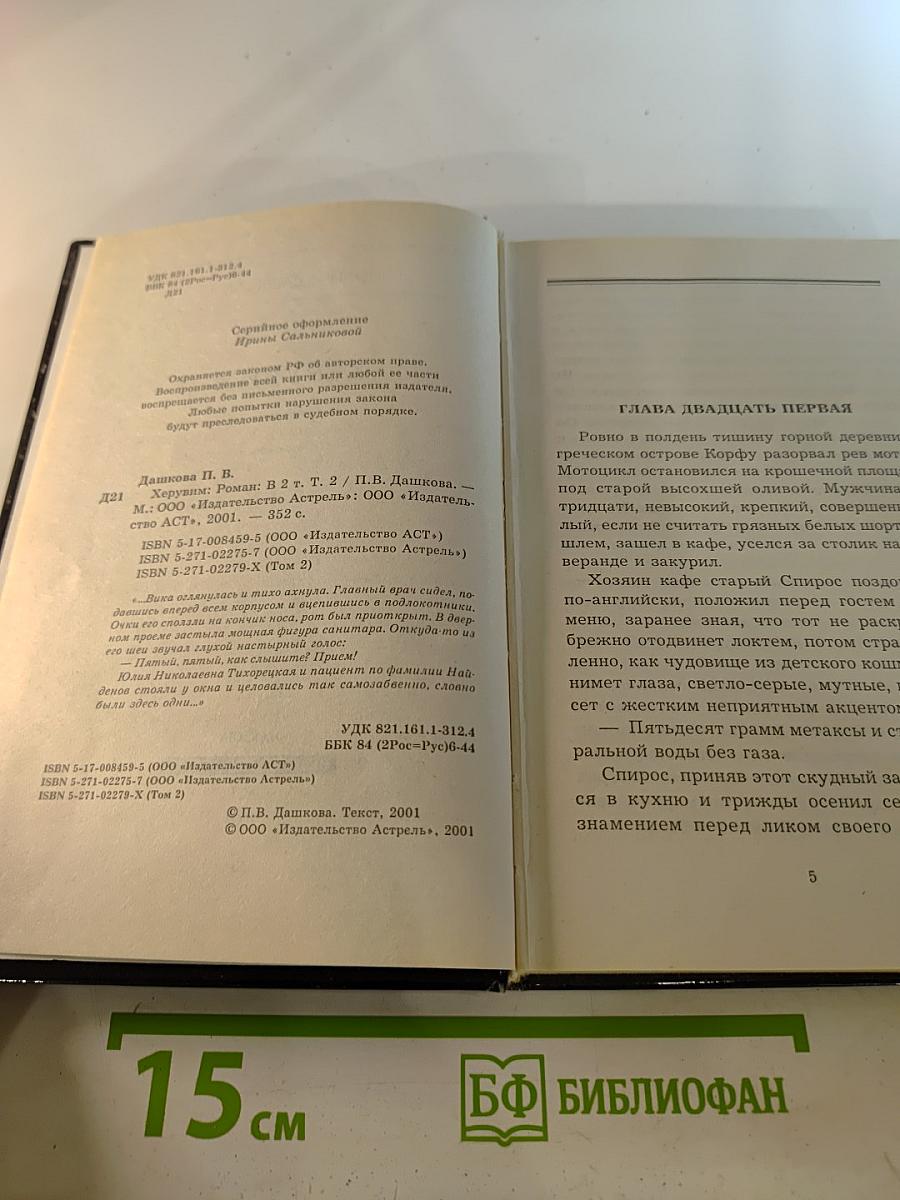 УДК 821.161.1-312.4
ББК 84 (2Рос=Рус)6-44
Д21
Серийное оформление
Ирины Сальниковой
Охраняется законом РФ об авторском праве.
Воспроизведение всей книги или любой ее части
воспрещается без письменного разрешения издателя.
Любые попытки нарушения закона
будут преследоваться в судебном порядке.
Дашкова П. В.
Д21 Херувим: Роман: В 2 т. Т. 2 / П.В. Дашкова. —
М.: ООО «Издательство Астрель»: ООО «Издатель-
ство АСТ», 2001. — 352 с.
ISBN 5-17-008459-5 (ООО «Издательство АСТ»)
ISBN 5-271-02275-7 (ООО «Издательство Астрель»)
ISBN 5-271-02279-X (Том 2)
«...Вика оглянулась и тихо ахнула. Главный врач сидел, по-
давшись вперед всем корпусом и вцепившись в подлокотники.
Очки его сползли на кончик носа, рот был приоткрыт. В двер-
ном проеме застыла мощная фигура санитара. Откуда-то из
его шеи звучал глухой настырный голос:
— Пятый, пятый, как слышите? Прием!
Юлия Николаевна Тихорецкая и пациент по фамилии Най-
денов стояли у окна и целовались так самозабвенно, словно
были здесь одни...»
УДК 821.161.1-312.4
ББК 84 (2Рос=Рус)6-44
ISBN 5-17-008459-5 (ООО «Издательство АСТ»)
ISBN 5-271-02275-7 (ООО «Издательство Астрель»)
ISBN 5-271-02279-X (Том 2)
© П.В. Дашкова. Текст, 2001
© ООО «Издательство Астрель», 2001
ГЛАВА ДВАДЦАТЬ ПЕРВАЯ
Ровно в полдень тишину горной деревни
греческом острове Корфу разорвал рев мот
Мотоцикл остановился на крошечной площ
под старой высохшей оливой. Мужчина
тридцати, невысокий, крепкий, совершен
лый, если не считать грязных белых шорт
шлем, зашел в кафе, уселся за столик на
веранде и закурил.
Хозяин кафе старый Спирос поздо
по-английски, положил перед гостем
меню, заранее зная, что тот не раск
брежно отодвинет локтем, потом стра
ленно, как чудовище из детского кош
нимет глаза, светло-серые, мутные,
сет с жестким неприятным акценто
— Пятьдесят грамм метаксы и ст
ральной воды без газа.
Спирос, приняв этот скудный за
ся в кухню и трижды осенил се
знамением перед ликом своего
5
15 см
БФ БИБЛИОФАН